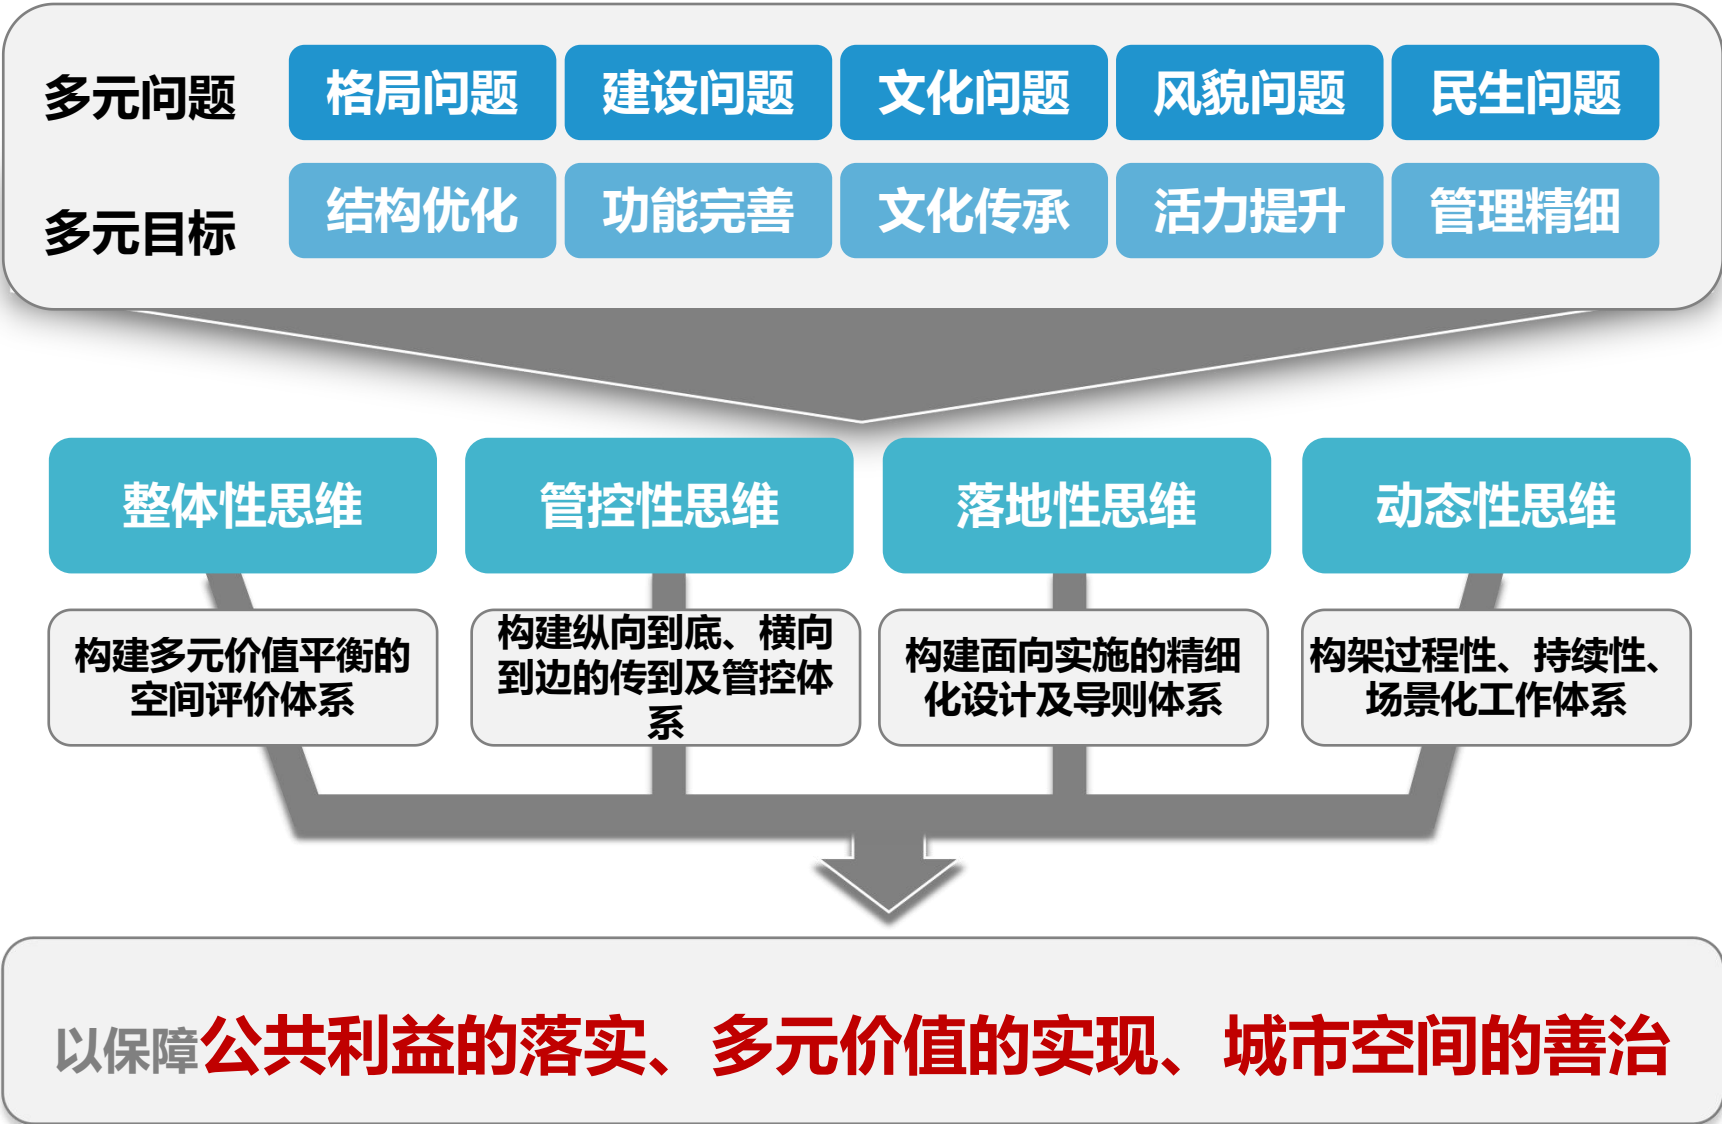 多元问题
格局问题
建设问题
文化问题
风貌问题
民生问题
多元目标
结构优化
功能完善
文化传承
活力提升
管理精细
整体性思维
管控性思维
落地性思维
动态性思维
构建多元价值平衡的
空间评价体系
构建纵向到底、横向
到边的传到及管控体
系
构建面向实施的精细
化设计及导则体系
构架过程性、持续性、
场景化工作体系
以保障公共利益的落实、多元价值的实现、城市空间的善治